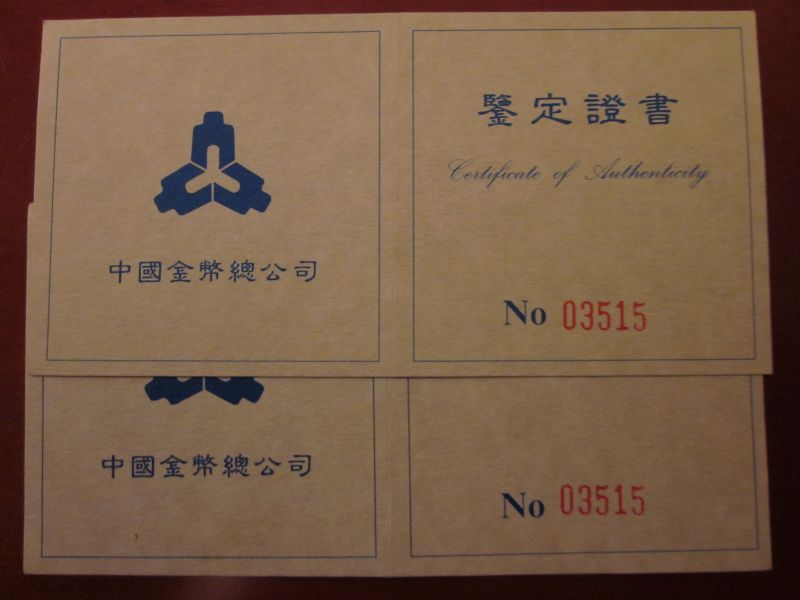 中國金幣總公司
鑒定證書
Certificate of Authenticity
No 03515
中國金幣總公司
No 03515